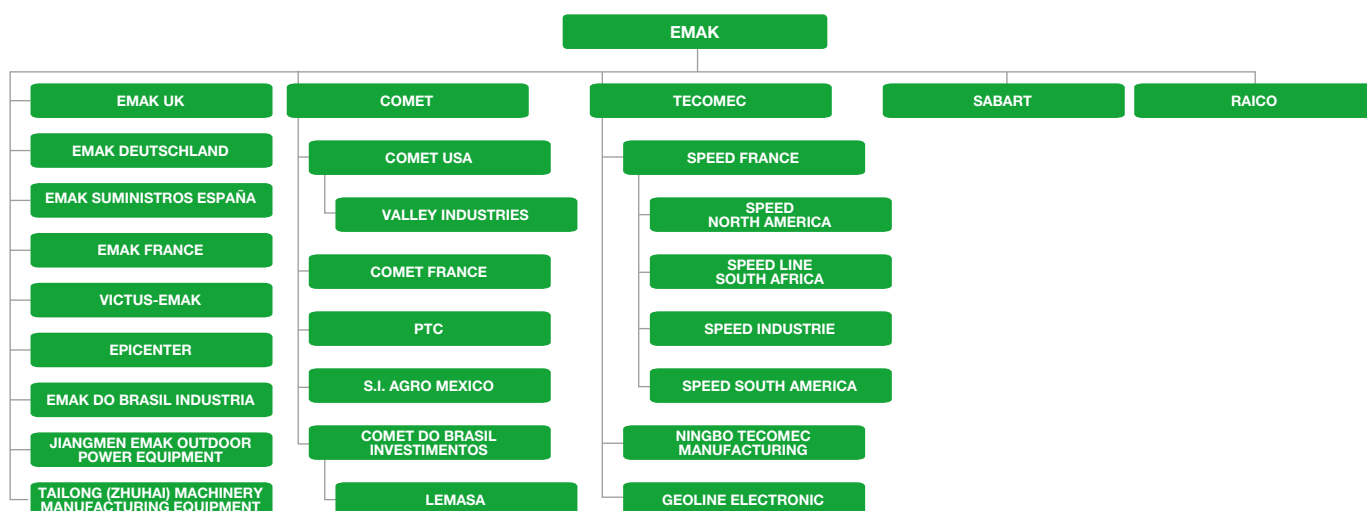 EMAK
EMAK UK
EMAK DEUTSCHLAND
EMAK SUMINISTROS ESPAÑA
EMAK FRANCE
VICTUS-EMAK
EPICENTER
EMAK DO BRASIL INDUSTRIA
JIANGMEN EMAK OUTDOOR
POWER EQUIPMENT
TAILONG (ZHUHAI) MACHINERY
MANUFACTURING EQUIPMENT
COMET
COMET USA
VALLEY INDUSTRIES
COMET FRANCE
PTC
S.I. AGRO MEXICO
COMET DO BRASIL
INVESTIMENTOS
LEMASA
TECOMEC
SPEED FRANCE
SPEED
NORTH AMERICA
SPEED LINE
SOUTH AFRICA
SPEED INDUSTRIE
SPEED SOUTH AMERICA
NINGBO TECOMEC
MANUFACTURING
GEOLINE ELECTRONIC
SABART
RAICO